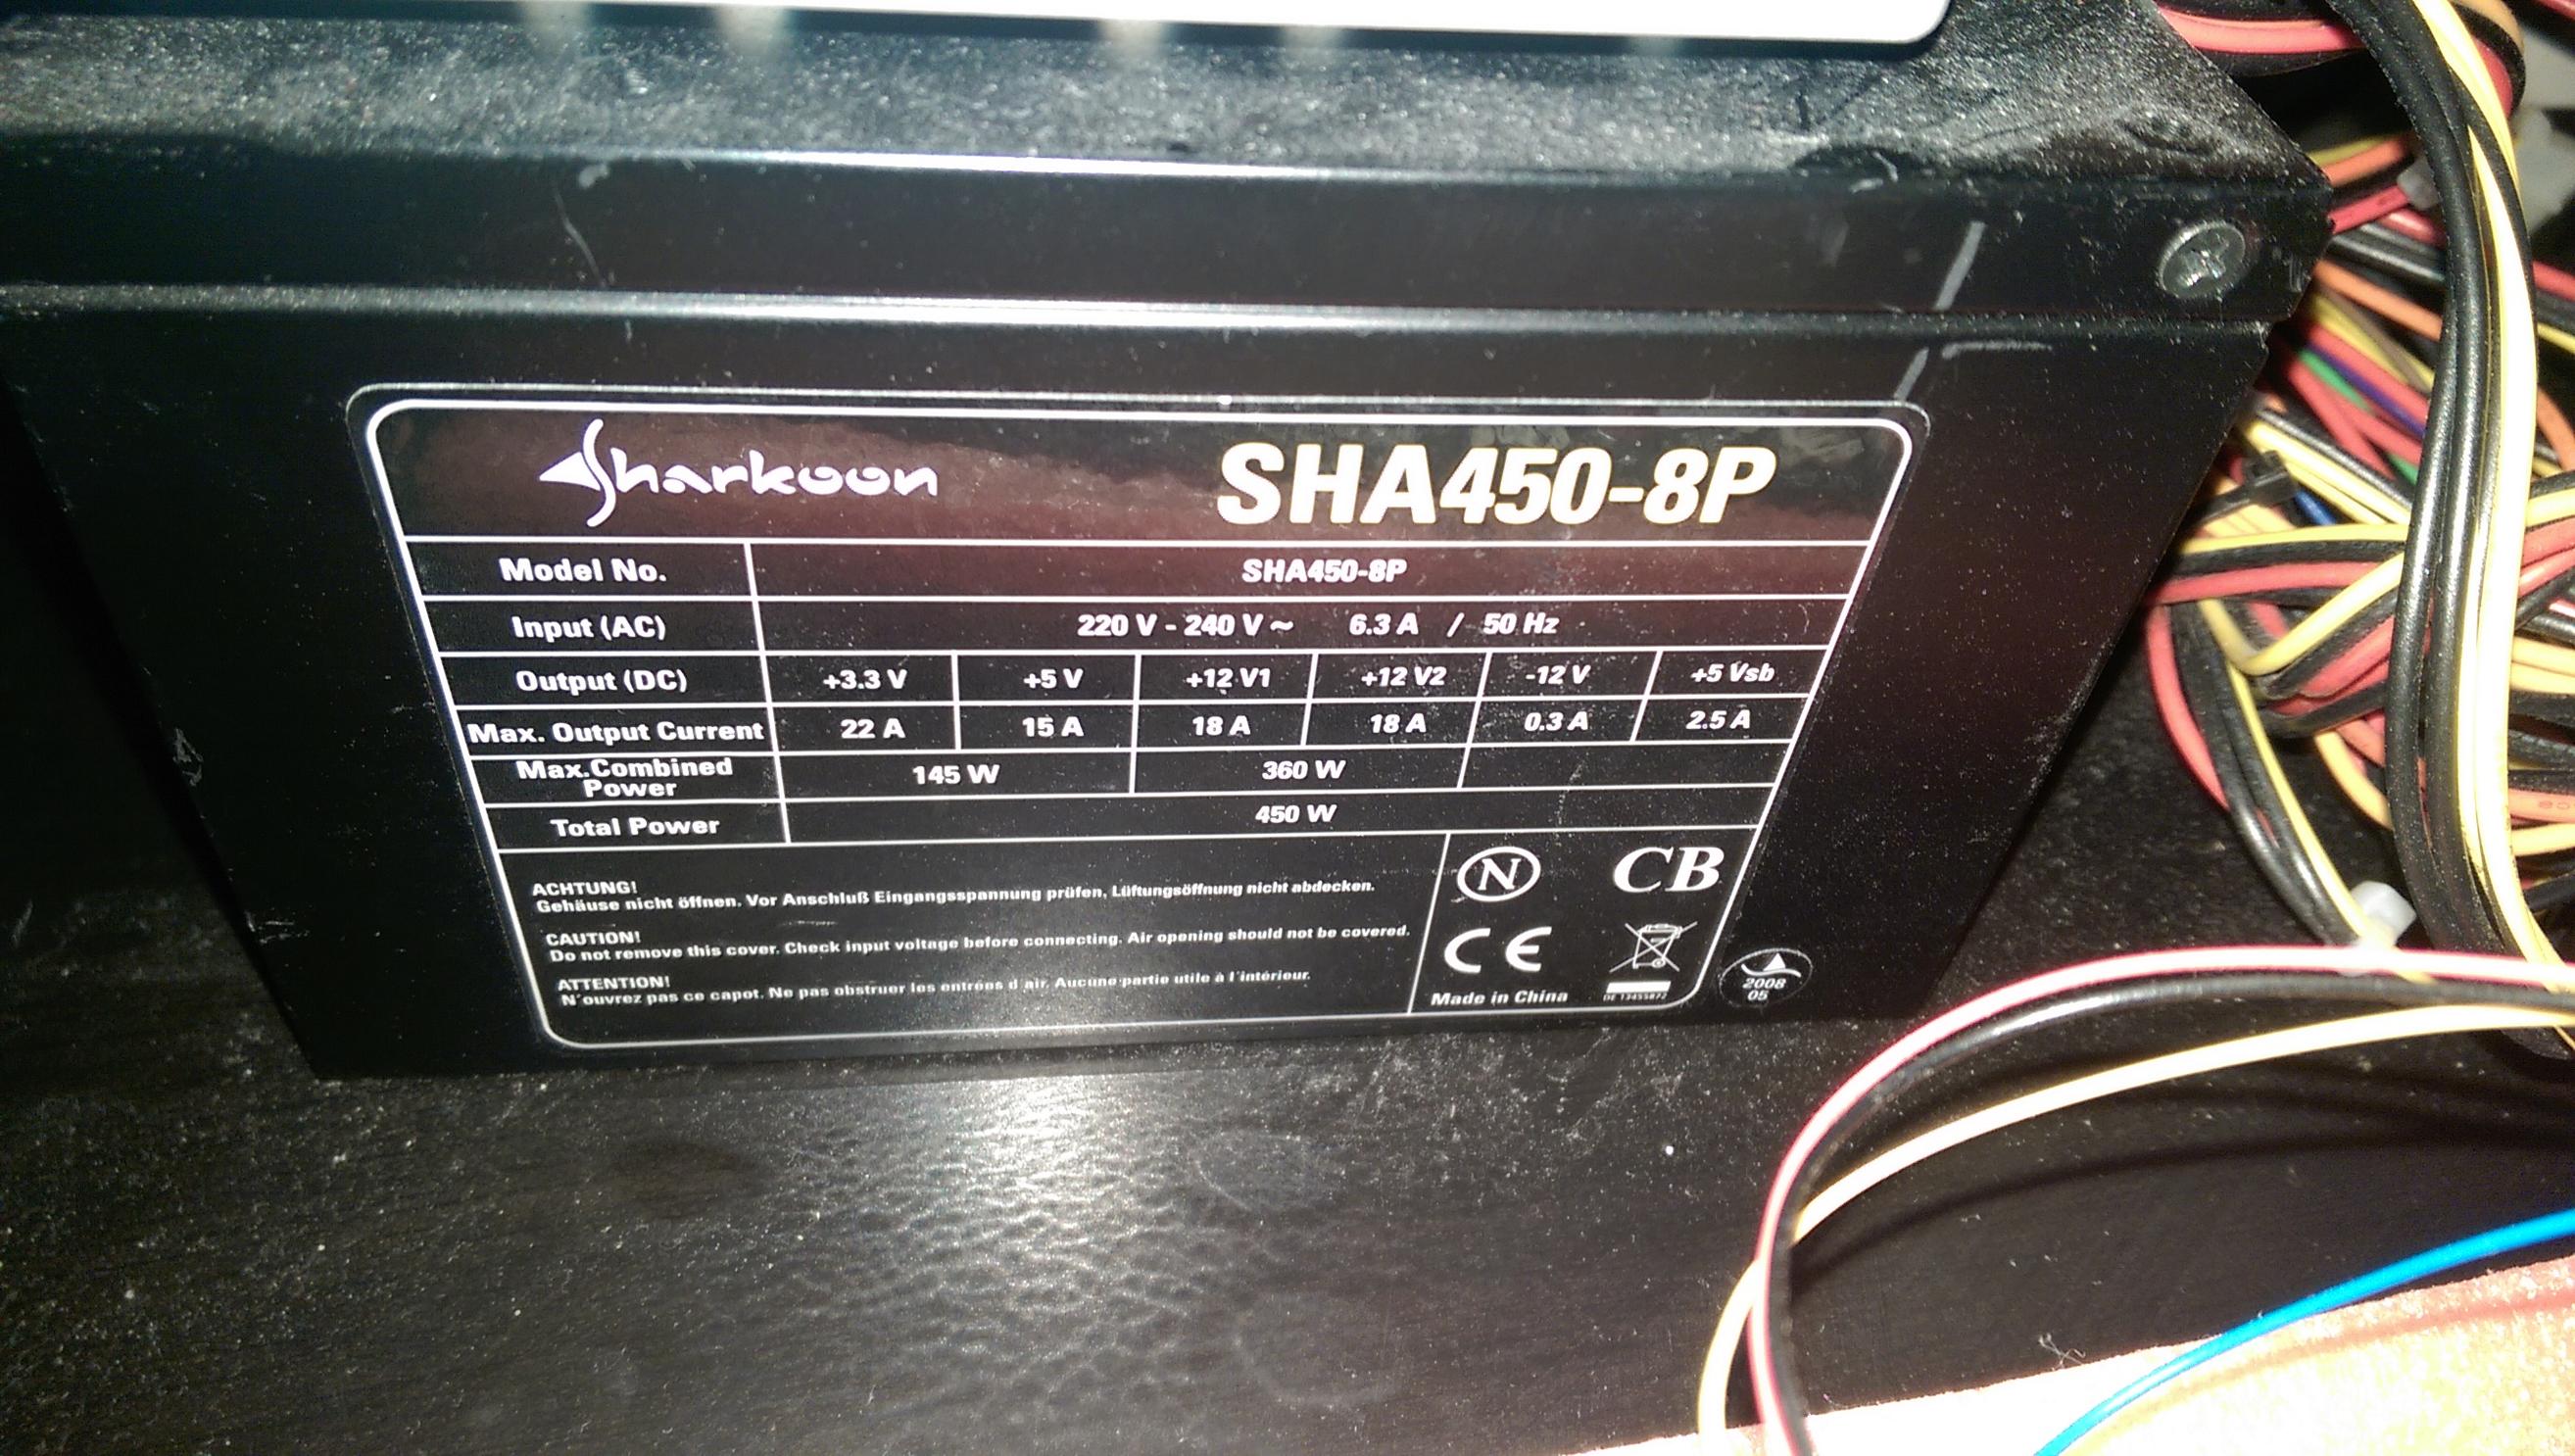 Sharkoon SHA450-8P
Model No. SHA450-8P
Input (AC) 220 V - 240 V ~ 6.3 A / 50 Hz
Output (DC) +3.3 V +5 V +12 V1 +12 V2 -12 V +5 Vsb
Max. Output Current 22 A 15 A 18 A 18 A 0.3 A 2.5 A
Max.Combined
Power 145 W 360 W
Total Power 450 W
ACHTUNG!
Gehäuse nicht öffnen. Vor Anschluß Eingangsspannung prüfen, Lüftungsöffnung nicht abdecken.
CAUTION!
Do not remove this cover. Check input voltage before connecting. Air opening should not be covered.
ATTENTION!
N'ouvrez pas ce capot. Ne pas obstruer les entrées d air. Aucune partie utile à l'intérieur.
N CB
CE
Made in China
2008
05